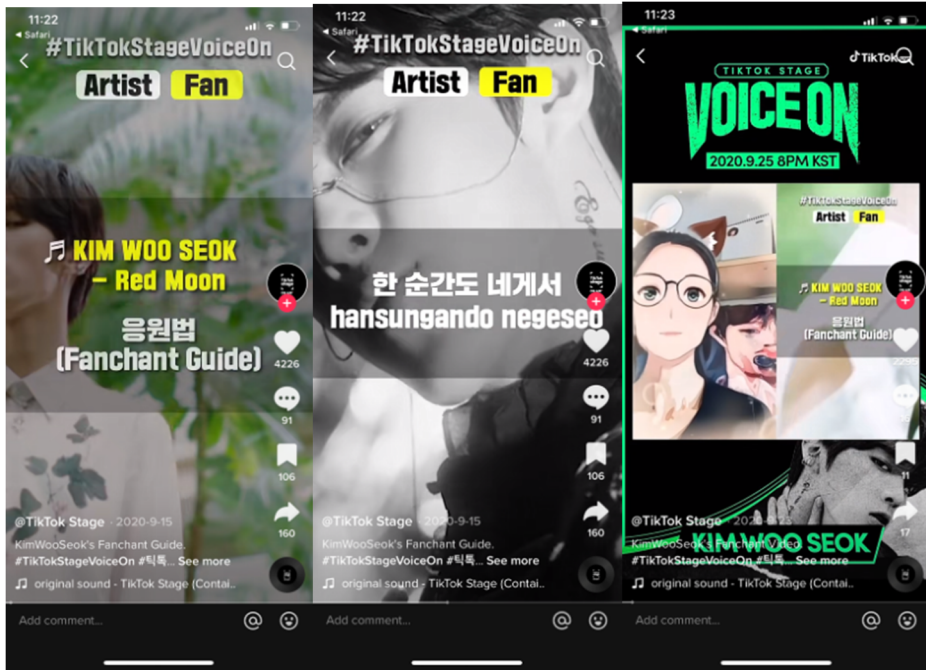 11:22
◀ Safari
#TikTokStageVoiceOn
Artist Fan
KIM WOO SEOK
– Red Moon
응원법
(Fanchant Guide)
4226
91
106
160
@TikTok Stage · 2020-9-15
KimWooSeok's Fanchant Guide.
#TikTokStageVoiceOn #틱톡... See more
original sound - TikTok Stage (Contai..
Add comment...
11:22
◀ Safari
#TikTokStageVoiceOn
Artist Fan
한 순간도 네게서
hansungando negeseo
4226
91
106
160
@TikTok Stage · 2020-9-15
KimWooSeok's Fanchant Guide.
#TikTokStageVoiceOn #틱톡... See more
original sound - TikTok Stage (Contai..
Add comment...
11:23
◀ Safari
TikTok
TIKTOK STAGE
VOICE ON
2020.9.25 8PM KST
#TikTokStageVoiceOn
Artist Fan
KIM WOO SEOK
– Red Moon
응원법
(Fanchant Guide)
11
17
@TikTok Stage
KIM WOO SEOK
KimWooSeok's Fanchant Video
#TikTokStageVoiceOn #틱톡... See more
original sound - TikTok Stage (Contai..
Add comment...